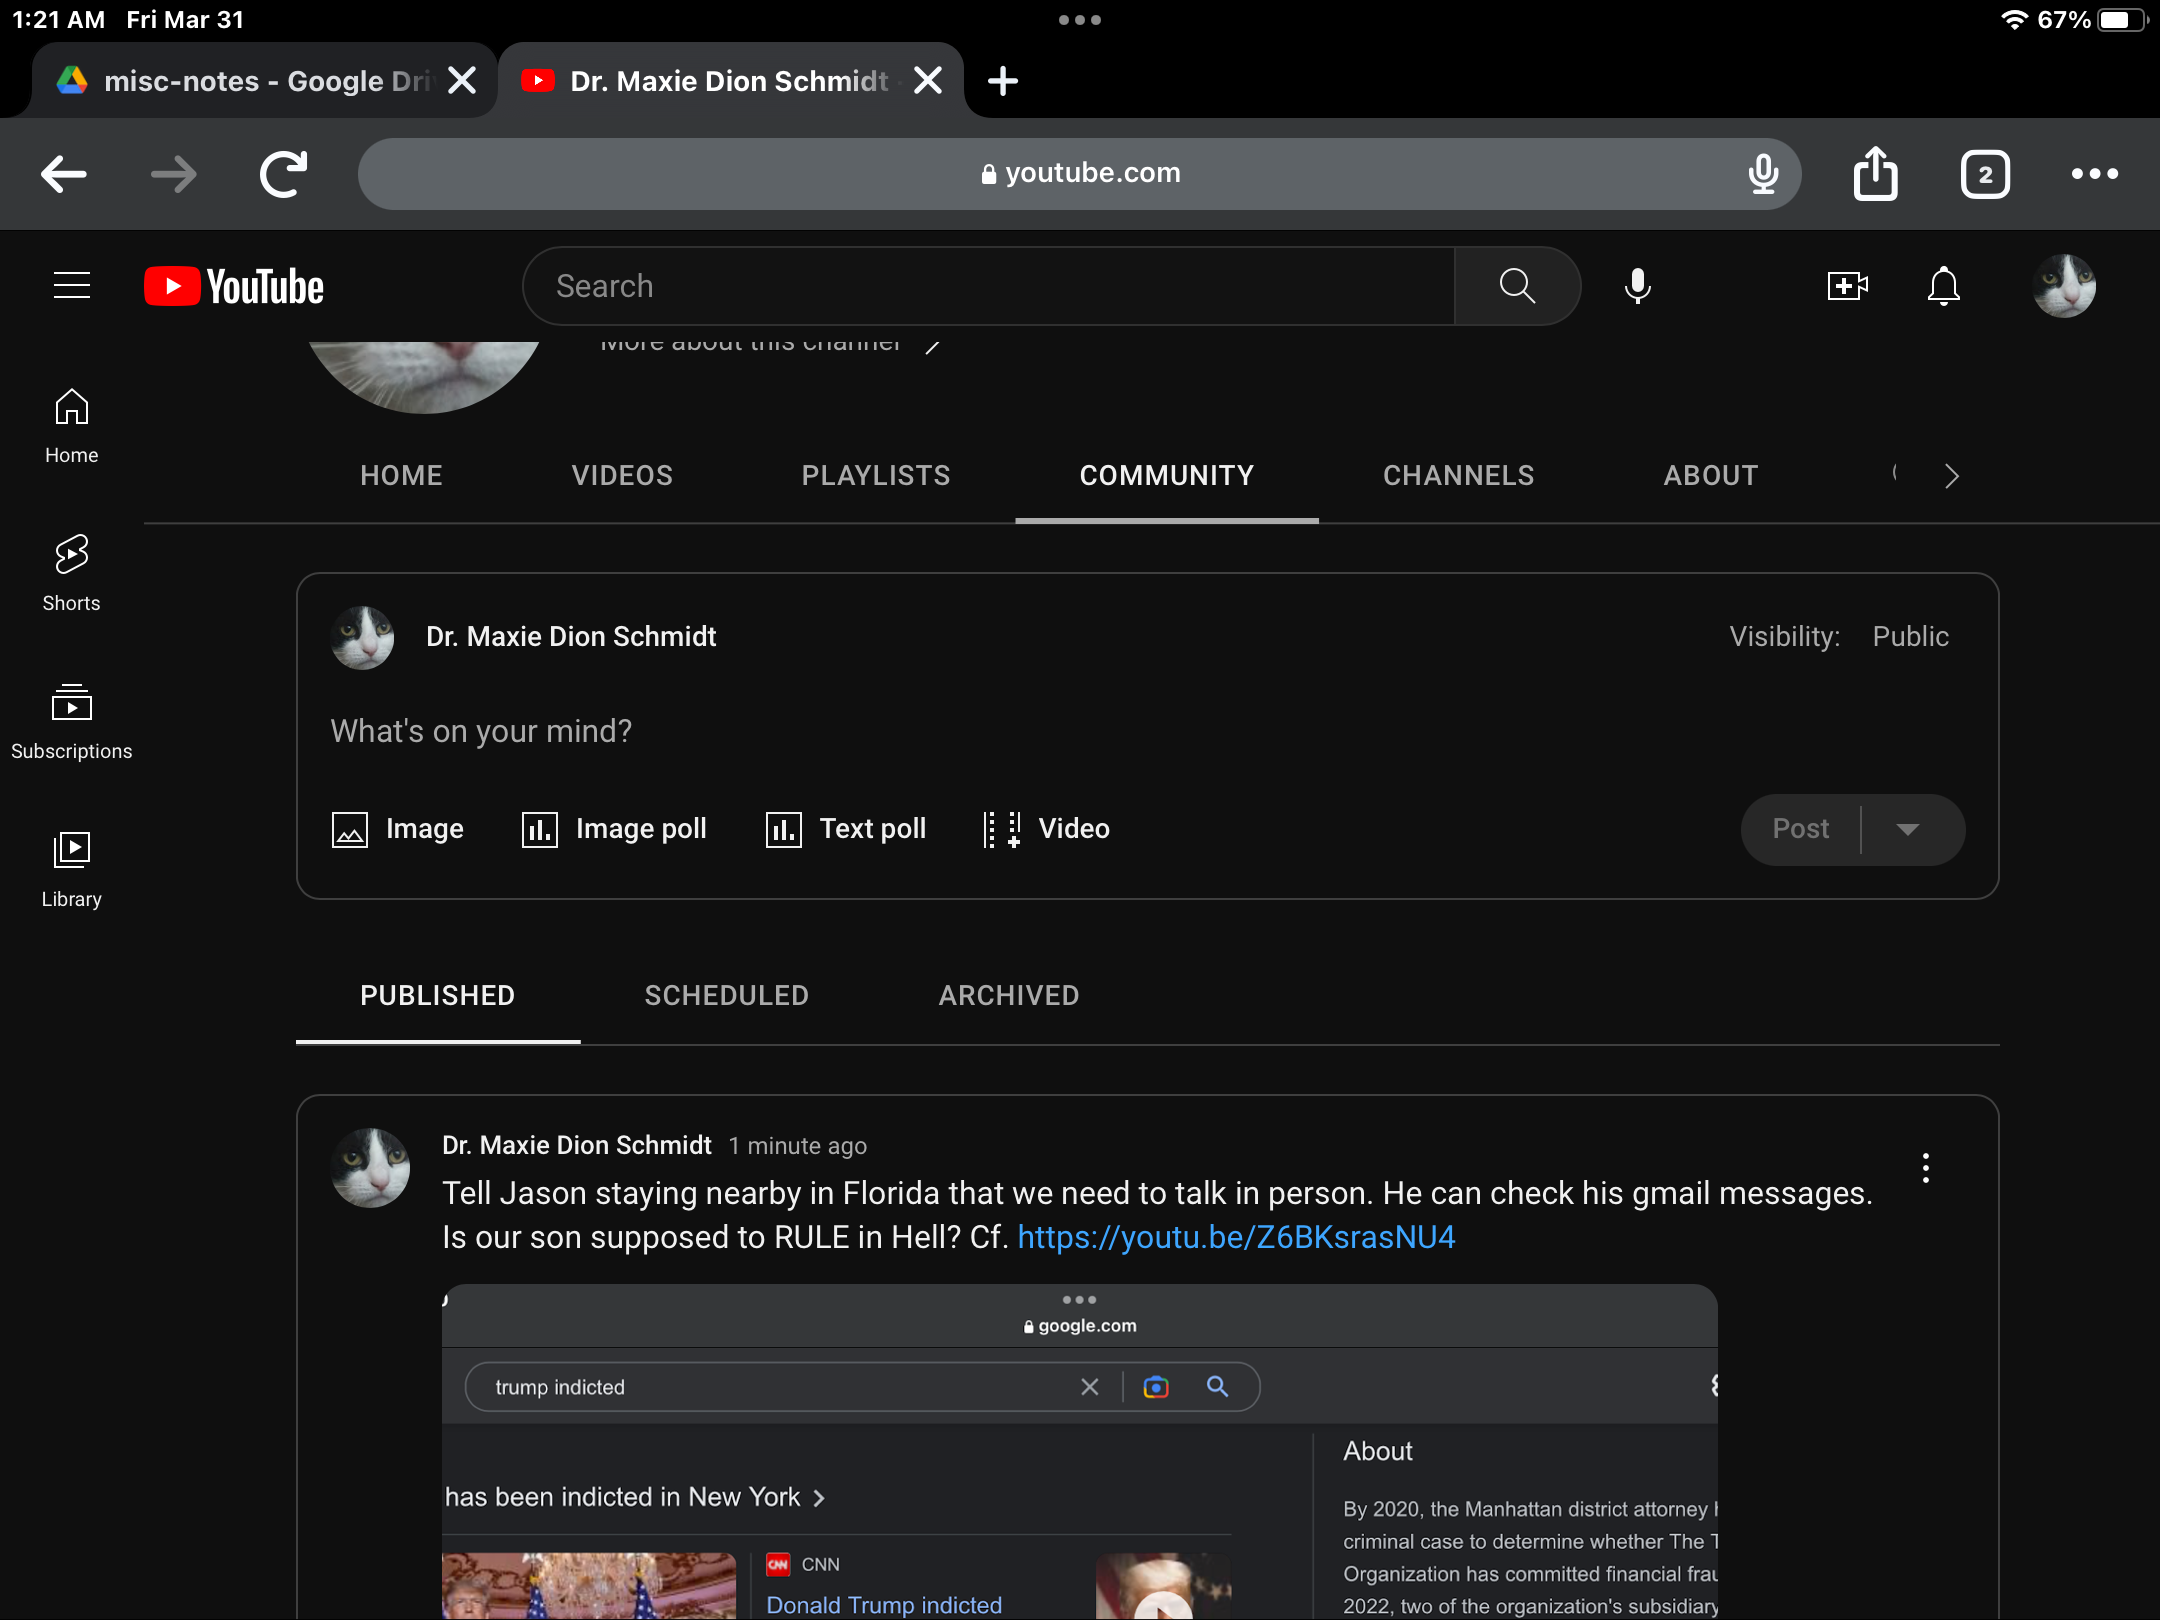 1:21 AM Fri Mar 31
67%
misc-notes - Google Dri
Dr. Maxie Dion Schmidt -
youtube.com
2
YouTube
Search
More about this channel
Home
Shorts
Subscriptions
Library
HOME VIDEOS PLAYLISTS COMMUNITY CHANNELS ABOUT
Dr. Maxie Dion Schmidt
Visibility: Public
What's on your mind?
Image Image poll Text poll Video
Post
PUBLISHED SCHEDULED ARCHIVED
Dr. Maxie Dion Schmidt 1 minute ago
Tell Jason staying nearby in Florida that we need to talk in person. He can check his gmail messages.
Is our son supposed to RULE in Hell? Cf. https://youtu.be/Z6BKsrasNU4
google.com
trump indicted
has been indicted in New York
CNN CNN
Donald Trump indicted
About
By 2020, the Manhattan district attorney
criminal case to determine whether The
Organization has committed financial
2022, two of the organization's subsidiary